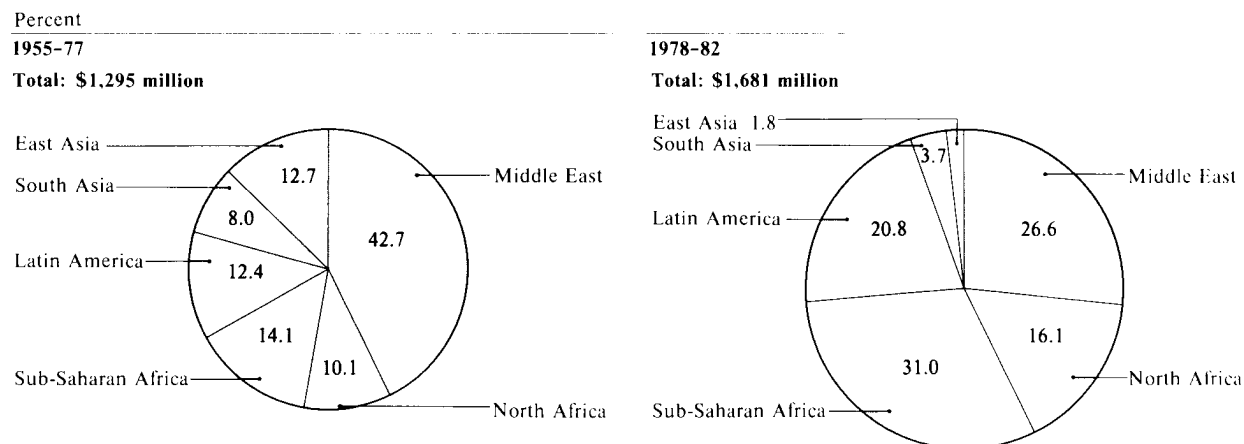 Percent
1955-77
Total: $1,295 million
East Asia
12.7
South Asia
8.0
Middle East
42.7
Latin America
12.4
14.1
10.1
Sub-Saharan Africa
North Africa
1978-82
Total: $1,681 million
East Asia 1.8
South Asia
3.7
Middle East
Latin America
20.8
26.6
16.1
31.0
North Africa
Sub-Saharan Africa